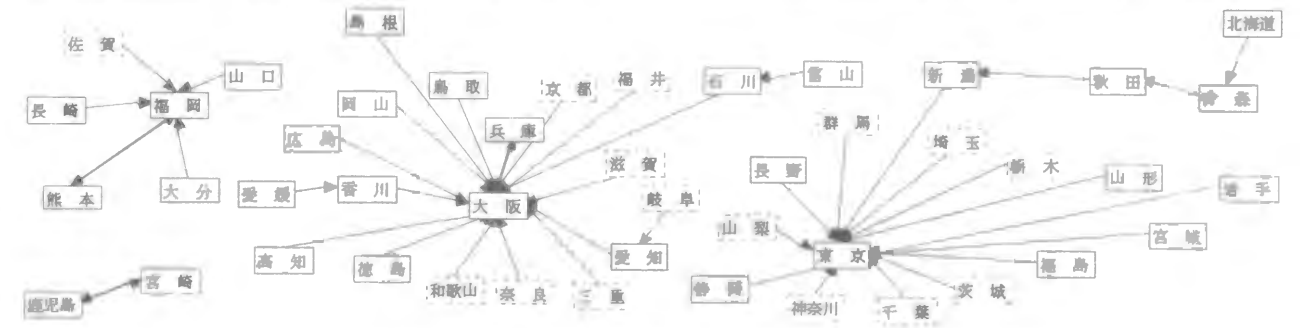 島 根
北海道
佐 賀
山 口
鳥 取
京 都
福 井
石 川
富 山
新 潟
秋 田
青 森
長 崎
福 岡
岡 山
兵 庫
群 馬
広 島
埼 玉
滋 賀
長 野
栃 木
山 形
岩 手
熊 本
大 分
愛 媛
香 川
大 阪
岐 阜
山 梨
宮 城
高 知
徳 島
愛 知
東 京
福 島
宮 崎
和歌山
奈 良
三 重
静 岡
神奈川
千 葉
茨 城
鹿児島